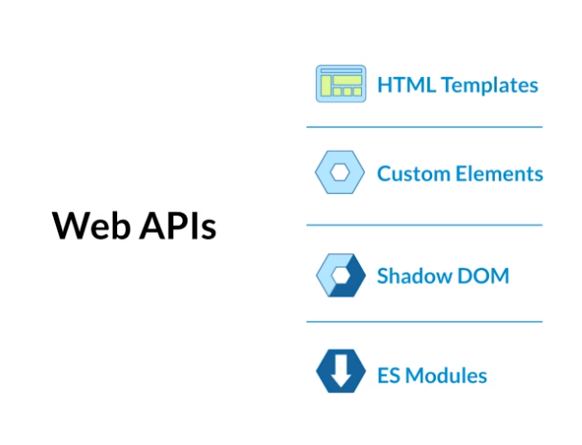 Web APIs
HTML Templates
Custom Elements
Shadow DOM
ES Modules